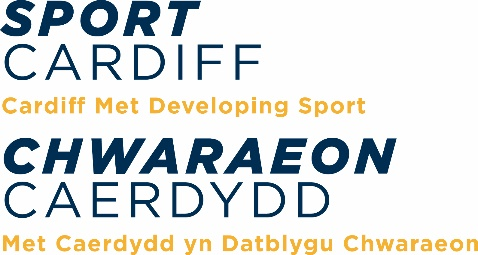 SPORT
CARDIFF
Cardiff Met Developing Sport
CHWARAEON
CAERDYDD
Met Caerdydd yn Datblygu Chwaraeon